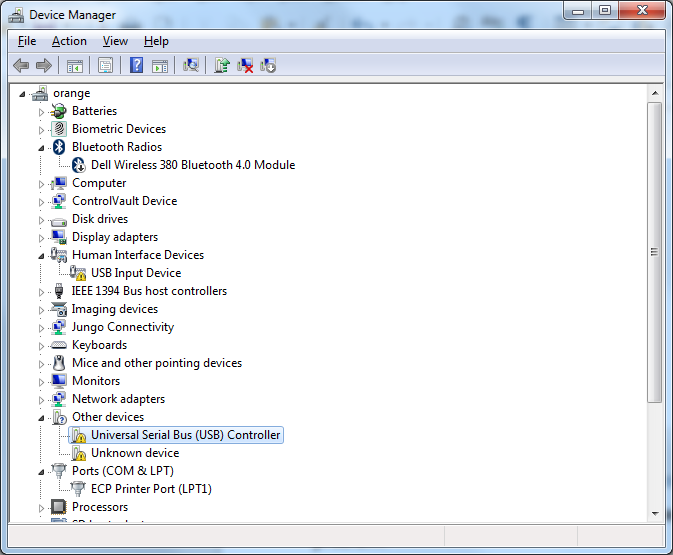 Device Manager
File Action View Help
orange
Batteries
Biometric Devices
Bluetooth Radios
Dell Wireless 380 Bluetooth 4.0 Module
Computer
ControlVault Device
Disk drives
Display adapters
Human Interface Devices
USB Input Device
IEEE 1394 Bus host controllers
Imaging devices
Jungo Connectivity
Keyboards
Mice and other pointing devices
Monitors
Network adapters
Other devices
Universal Serial Bus (USB) Controller
Unknown device
Ports (COM & LPT)
ECP Printer Port (LPT1)
Processors